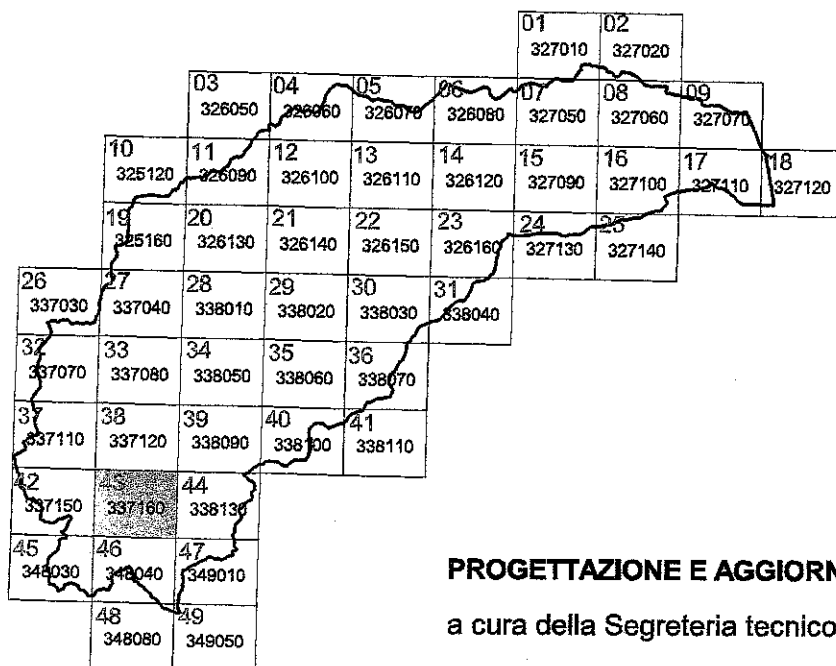 01 02
327010 327020
03 04 05 06 07 08 09
326050 326060 326070 326080 327050 327060 327070
10 11 12 13 14 15 16 17 18
325120 326090 326100 326110 326120 327090 327100 327110 327120
19 20 21 22 23 24 25
325160 326130 326140 326150 326160 327130 327140
26 27 28 29 30 31
337030 337040 338010 338020 338030 338040
32 33 34 35 36
337070 337080 338050 338060 338070
37 38 39 40 41
337110 337120 338090 338100 338110
42 43 44
337150 337160 338130
45 46 47
348030 348040 349010
48 49
348080 349050
PROGETTAZIONE E AGGIORN
a cura della Segreteria tecnico